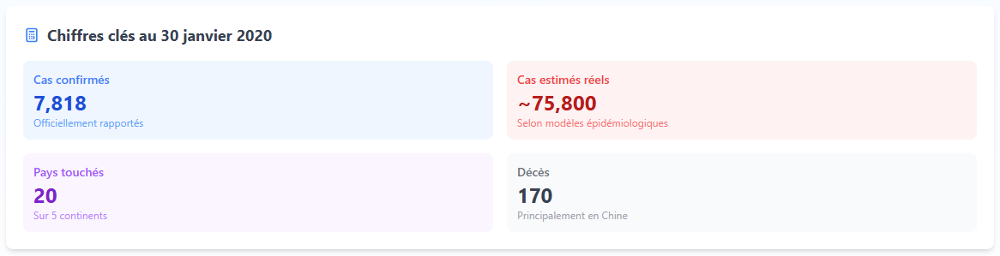 Chiffres clés au 30 janvier 2020
Cas confirmés
7,818
Officiellement rapportés
Cas estimés réels
~75,800
Selon modèles épidémiologiques
Pays touchés
20
Sur 5 continents
Décès
170
Principalement en Chine